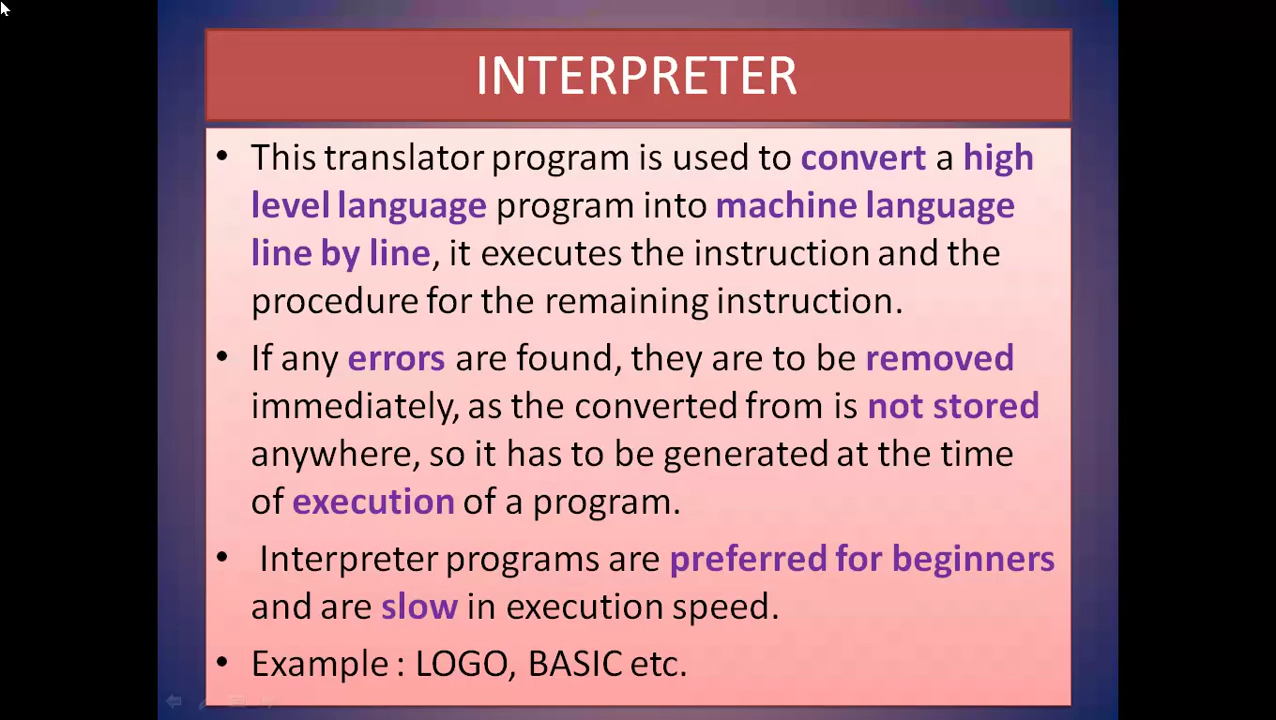 INTERPRETER
• This translator program is used to convert a high
level language program into machine language
line by line, it executes the instruction and the
procedure for the remaining instruction.
• If any errors are found, they are to be removed
immediately, as the converted from is not stored
anywhere, so it has to be generated at the time
of execution of a program.
• Interpreter programs are preferred for beginners
and are slow in execution speed.
• Example : LOGO, BASIC etc.